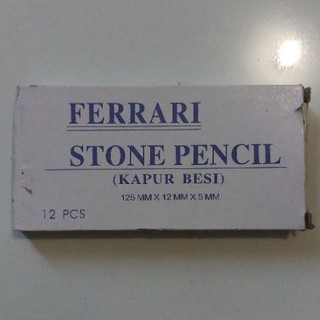 FERRARI
STONE PENCIL
(KAPUR BESI)
125 MM X 12 MM X 5 MM
12 PCS